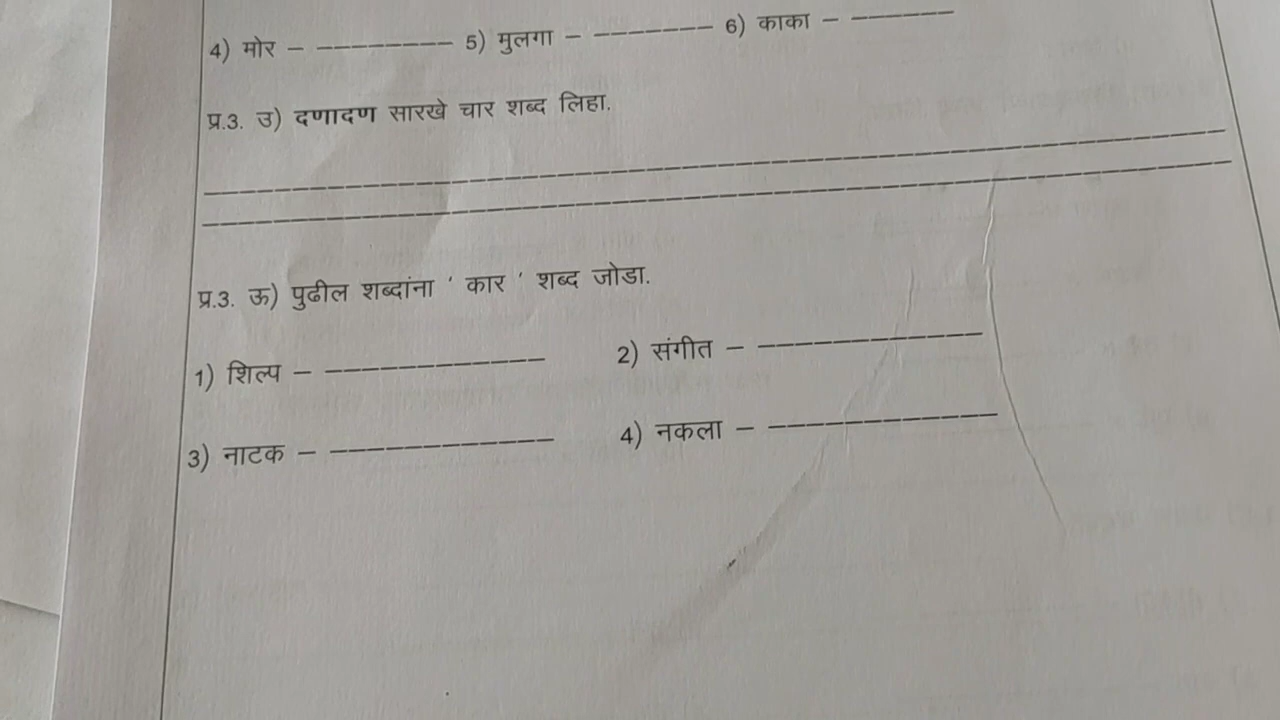 4) मोर – –––––––– 5) मुलगा – ––––––– 6) काका – ––––––
प्र.3. उ) दणादण सारखे चार शब्द लिहा.
प्र.3. ऊ) पुढील शब्दांना ' कार ' शब्द जोडा.
1) शिल्प – ––––––––––––– 2) संगीत – –––––––––––––
3) नाटक – ––––––––––––– 4) नकला – –––––––––––––